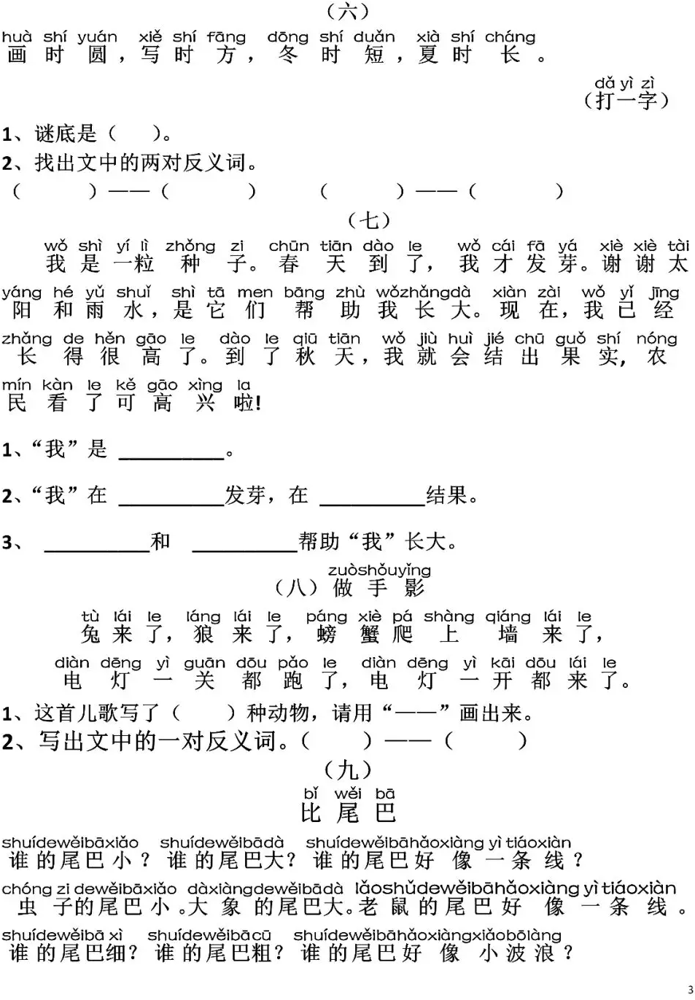 （六）
huà shí yuán xiě shí fāng dōng shí duǎn xià shí cháng
画时圆，写时方，冬时短，夏时长。
dǎ yì zì
（打一字）
1、谜底是（ ）。
2、找出文中的两对反义词。
（ ）——（ ） （ ）——（ ）
（七）
wǒ shì yí lì zhǒng zi chūn tiān dào le wǒ cái fā yá xiè xiè tài
我是一粒种子。春天到了，我才发芽。谢谢太
yáng hé yǔ shuǐ shì tā men bāng zhù wǒzhǎngdà xiàn zài wǒ yǐ jīng
阳和雨水，是它们帮助我长大。现在，我已经
zhǎng de hěn gāo le dào le qiū tiān wǒ jiù huì jié chū guǒ shí nóng
长得很高了。到了秋天，我就会结出果实，农
mín kàn le kě gāo xìng la
民看了可高兴啦！
1、“我”是 __________。
2、“我”在 __________发芽，在 __________结果。
3、 __________和 __________帮助“我”长大。
zuòshǒuyǐng
（八）做手影
tù lái le láng lái le páng xiè pá shàng qiáng lái le
兔来了，狼来了，螃蟹爬上墙来了，
diàn dēng yì guān dōu pǎo le diàn dēng yì kāi dōu lái le
电灯一关都跑了，电灯一开都来了。
1、这首儿歌写了（ ）种动物，请用“——”画出来。
2、写出文中的一对反义词。（ ）——（ ）
（九）
bǐ wěi bā
比尾巴
shuídewěibāxiǎo shuídewěibādà shuídewěibāhǎoxiàng yì tiáoxiàn
谁的尾巴小？谁的尾巴大？谁的尾巴好像一条线？
chóng zi dewěibāxiǎo dàxiàngdewěibādà lǎoshǔdewěibāhǎoxiàng yì tiáoxiàn
虫子的尾巴小。大象的尾巴大。老鼠的尾巴好像一条线。
shuídewěibā xì shuídewěibācū shuídewěibāhǎoxiàngxiǎobōlàng
谁的尾巴细？谁的尾巴粗？谁的尾巴好像小波浪？
3